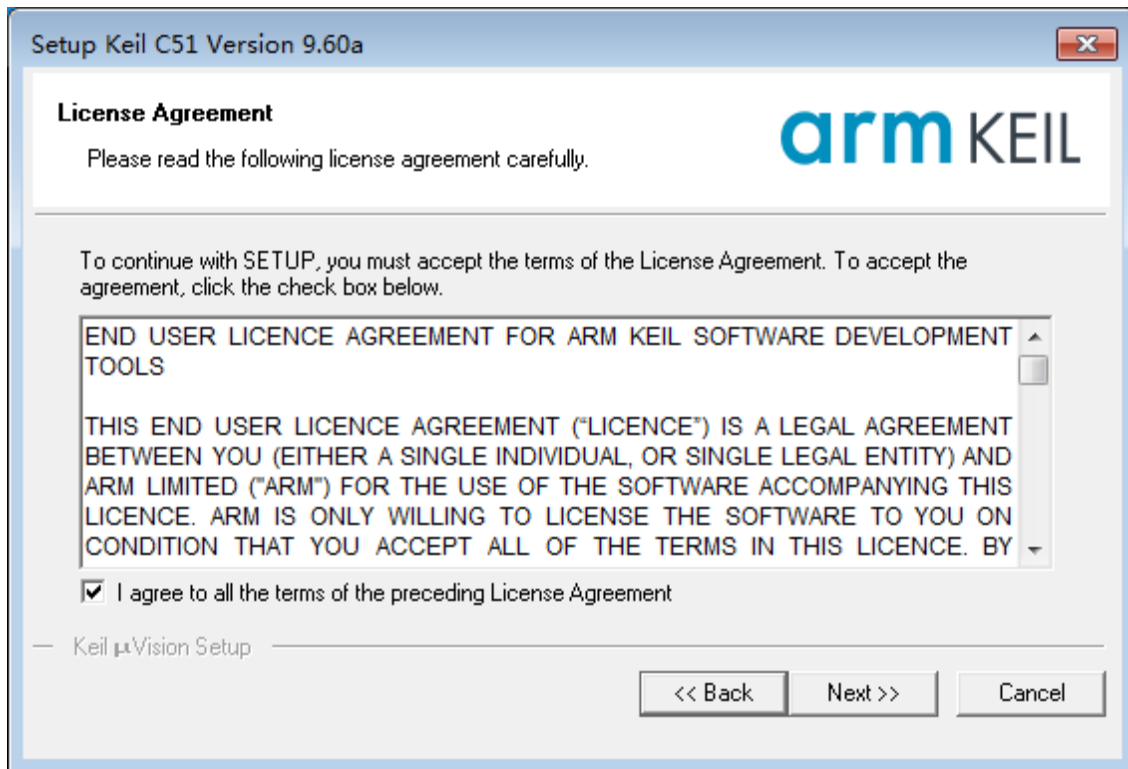 Setup Keil C51 Version 9.60a
License Agreement
Please read the following license agreement carefully.
arm KEIL
To continue with SETUP, you must accept the terms of the License Agreement. To accept the
agreement, click the check box below.
END USER LICENCE AGREEMENT FOR ARM KEIL SOFTWARE DEVELOPMENT
TOOLS
THIS END USER LICENCE AGREEMENT (“LICENCE”) IS A LEGAL AGREEMENT
BETWEEN YOU (EITHER A SINGLE INDIVIDUAL, OR SINGLE LEGAL ENTITY) AND
ARM LIMITED ("ARM") FOR THE USE OF THE SOFTWARE ACCOMPANYING THIS
LICENCE. ARM IS ONLY WILLING TO LICENSE THE SOFTWARE TO YOU ON
CONDITION THAT YOU ACCEPT ALL OF THE TERMS IN THIS LICENCE. BY
I agree to all the terms of the preceding License Agreement
Keil µVision Setup
<< Back Next >> Cancel